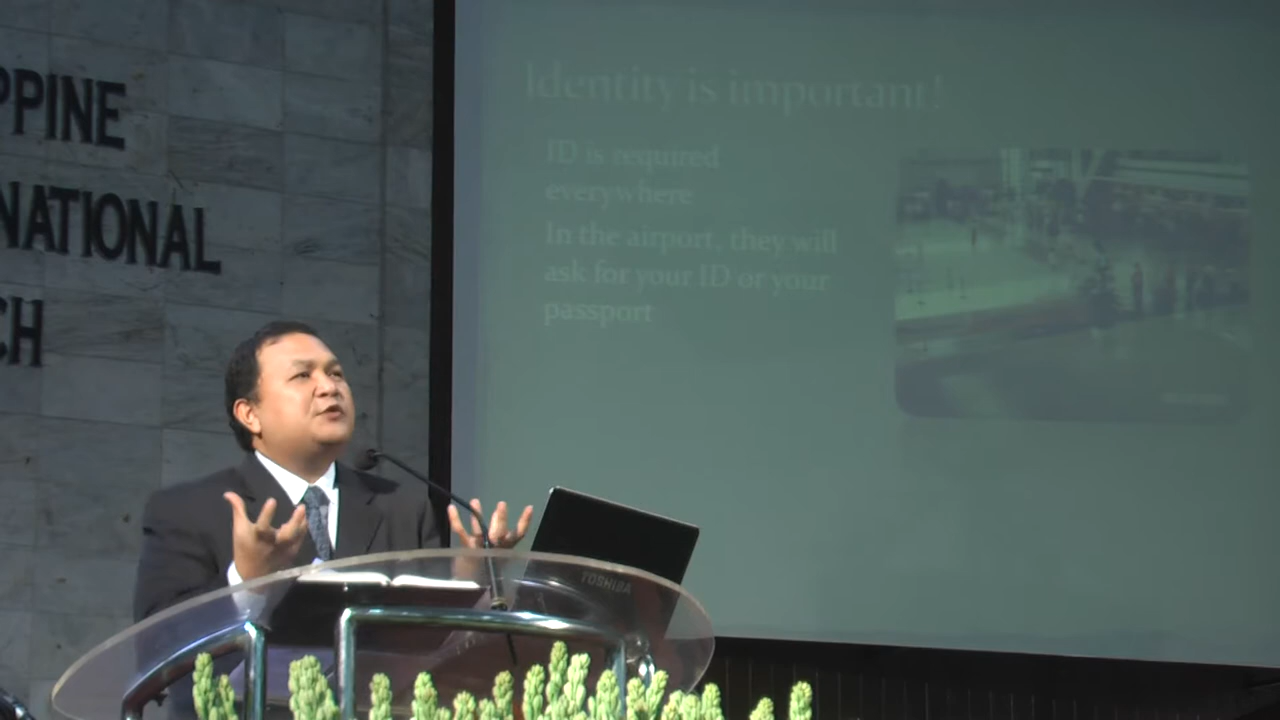 PPINE
NATIONAL
CH
Identity is important!
ID is required
everywhere
In the airport, they will
ask for your ID or your
passport
TOSHIBA